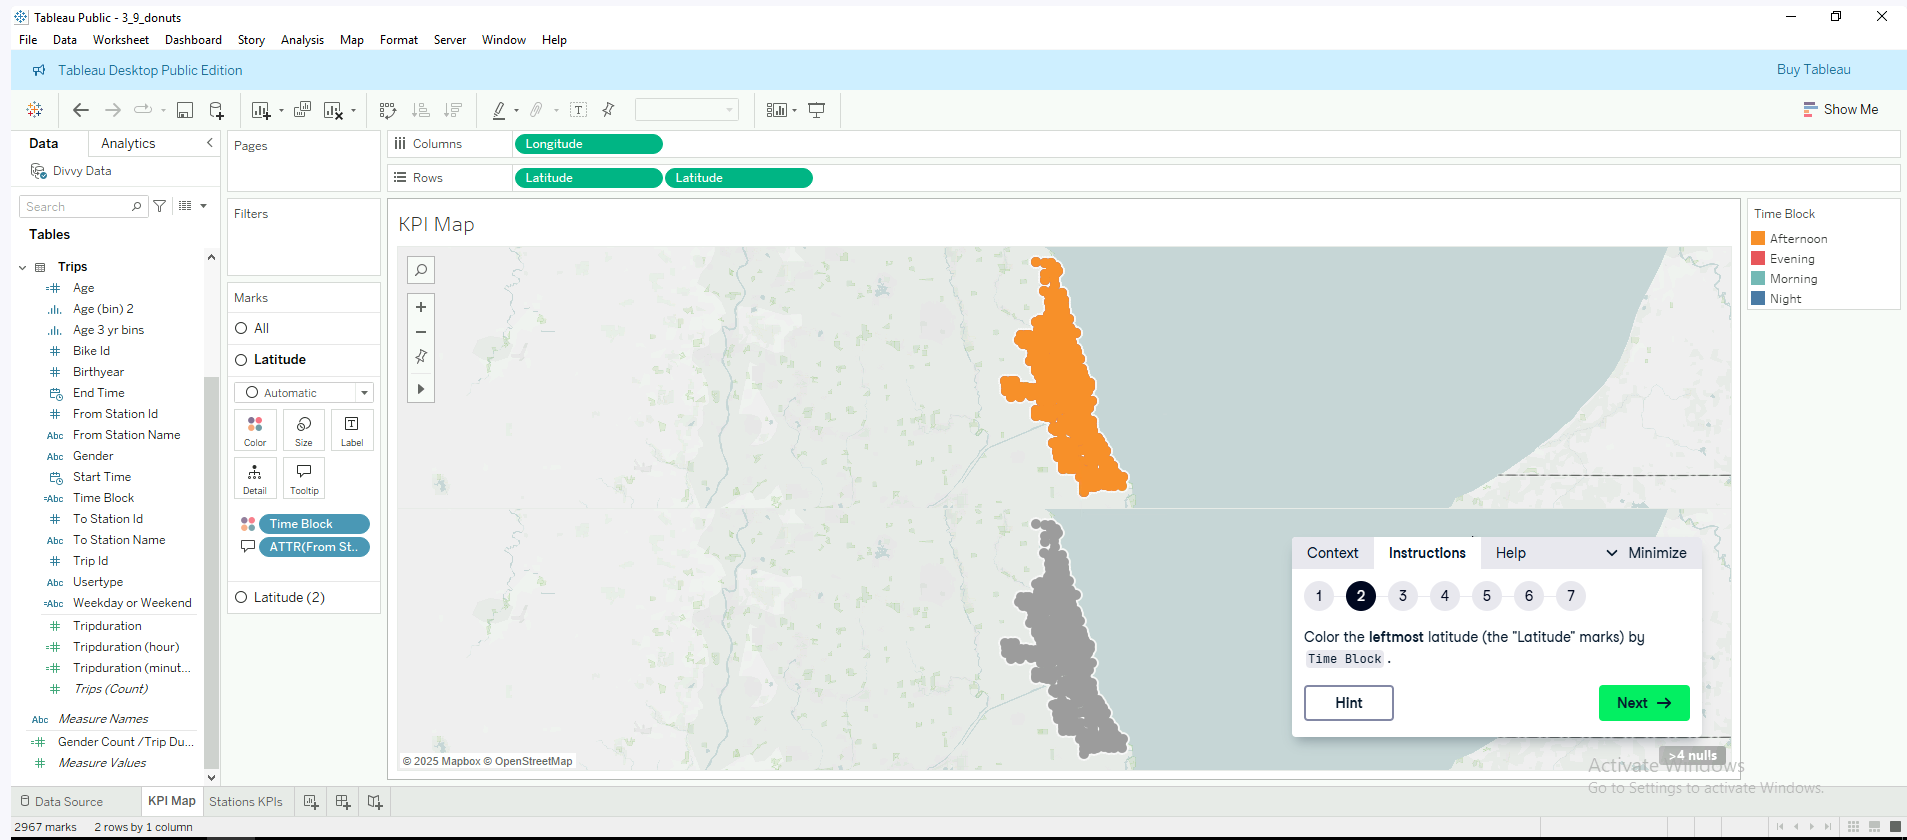 Tableau Public - 3_9_donuts
File Data Worksheet Dashboard Story Analysis Map Format Server Window Help
Tableau Desktop Public Edition Buy Tableau
Show Me
Data Analytics
Divvy Data
Search
Tables
Trips
Age
Age (bin) 2
Age 3 yr bins
Bike Id
Birthyear
End Time
From Station Id
Abc From Station Name
Abc Gender
Start Time
=Abc Time Block
To Station Id
Abc To Station Name
Trip Id
Abc Usertype
=Abc Weekday or Weekend
Tripduration
Tripduration (hour)
Tripduration (minut...
Trips (Count)
Abc Measure Names
Gender Count /Trip Du...
Measure Values
Pages
Filters
Marks
All
Latitude
Automatic
Color Size Label
Detail Tooltip
Time Block
ATTR(From St..
Latitude (2)
Columns Longitude
Rows Latitude Latitude
KPI Map
© 2025 Mapbox © OpenStreetMap
>4 nulls
Time Block
Afternoon
Evening
Morning
Night
Context Instructions Help Minimize
1 2 3 4 5 6 7
Color the leftmost latitude (the "Latitude" marks) by
Time Block .
Hint Next →
Activate Windows
Go to Settings to activate Windows.
Data Source KPI Map Stations KPIs
2967 marks 2 rows by 1 column